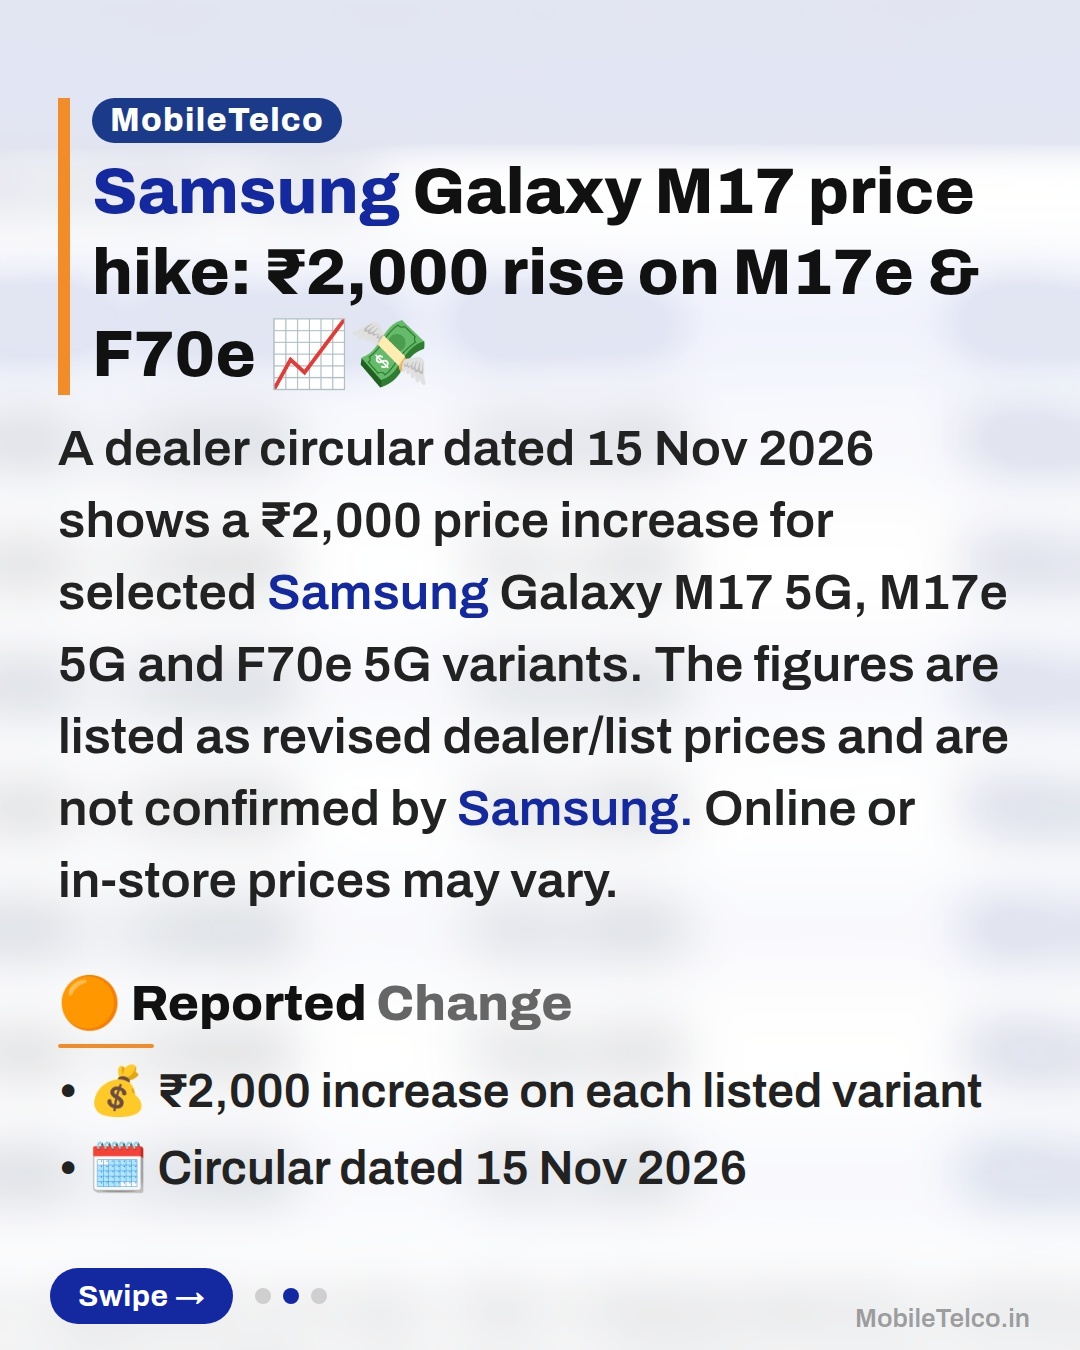 MobileTelco
Samsung Galaxy M17 price
hike: ₹2,000 rise on M17e &
F70e 📈💸
A dealer circular dated 15 Nov 2026
shows a ₹2,000 price increase for
selected Samsung Galaxy M17 5G, M17e
5G and F70e 5G variants. The figures are
listed as revised dealer/list prices and are
not confirmed by Samsung. Online or
in-store prices may vary.
🟠 Reported Change
• 💰 ₹2,000 increase on each listed variant
• 🗓️ Circular dated 15 Nov 2026
Swipe →
MobileTelco.in